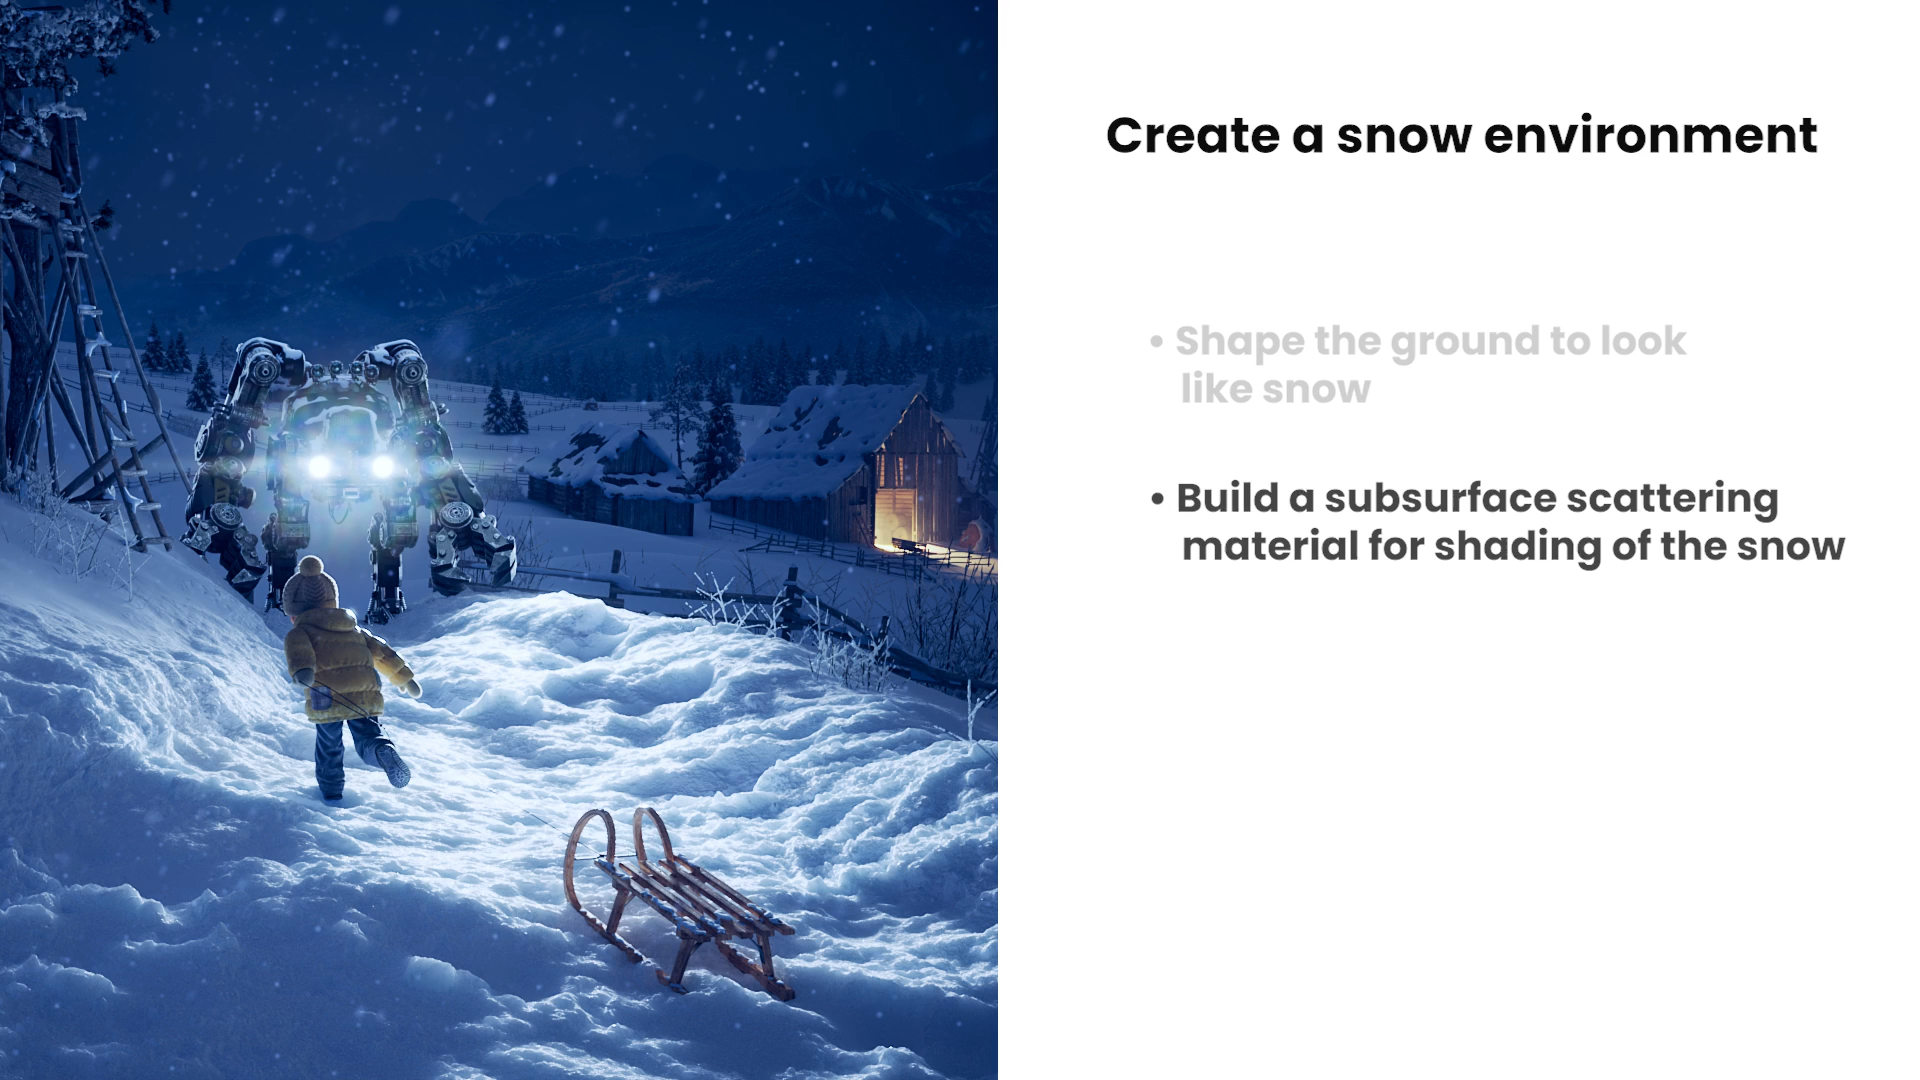 Create a snow environment
• Shape the ground to look
like snow
• Build a subsurface scattering
material for shading of the snow